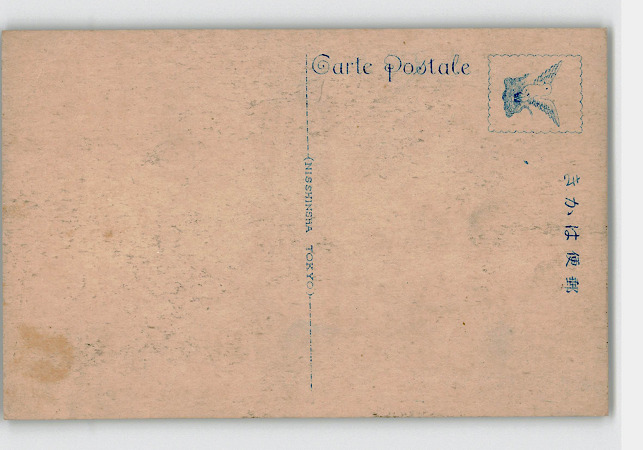 Carte Postale
(NISSHINSHA TOKYO)
きかは便郵